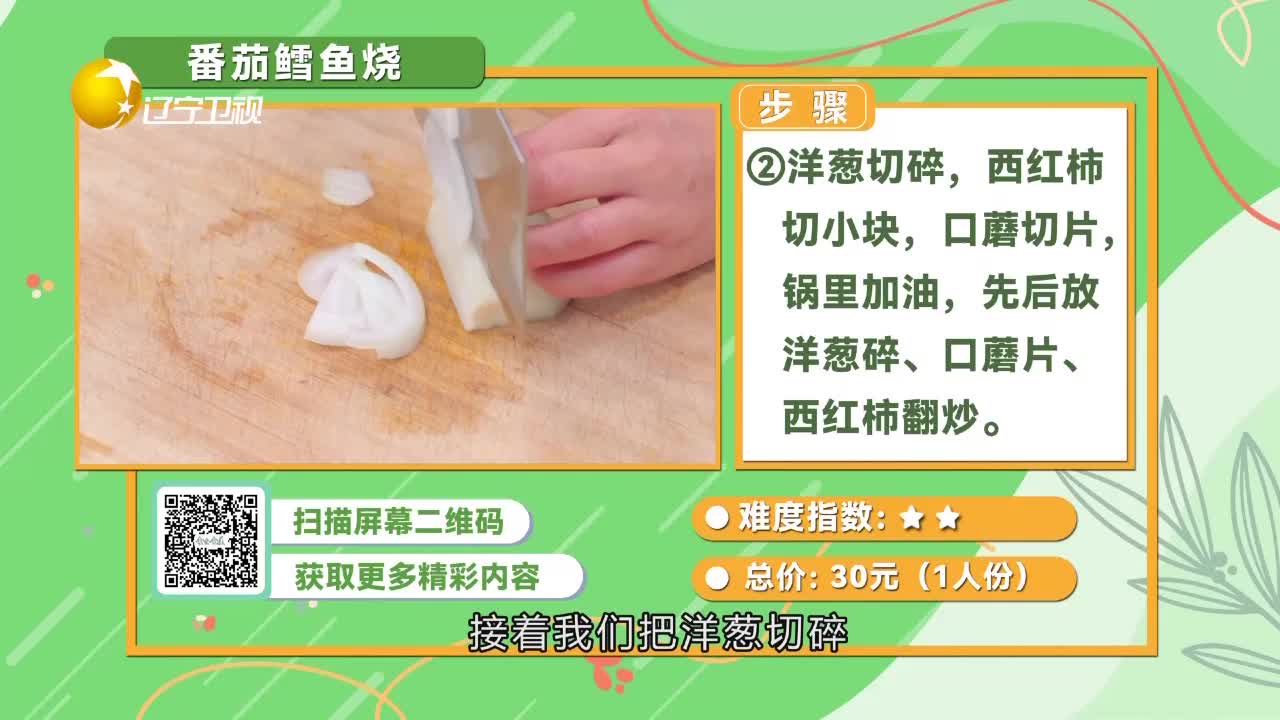 番茄鳕鱼烧
辽宁卫视
步 骤
②洋葱切碎，西红柿
切小块，口蘑切片，
锅里加油，先后放
洋葱碎、口蘑片、
西红柿翻炒。
扫描屏幕二维码
获取更多精彩内容
难度指数：★ ★
总价：30元（1人份）
接着我们把洋葱切碎